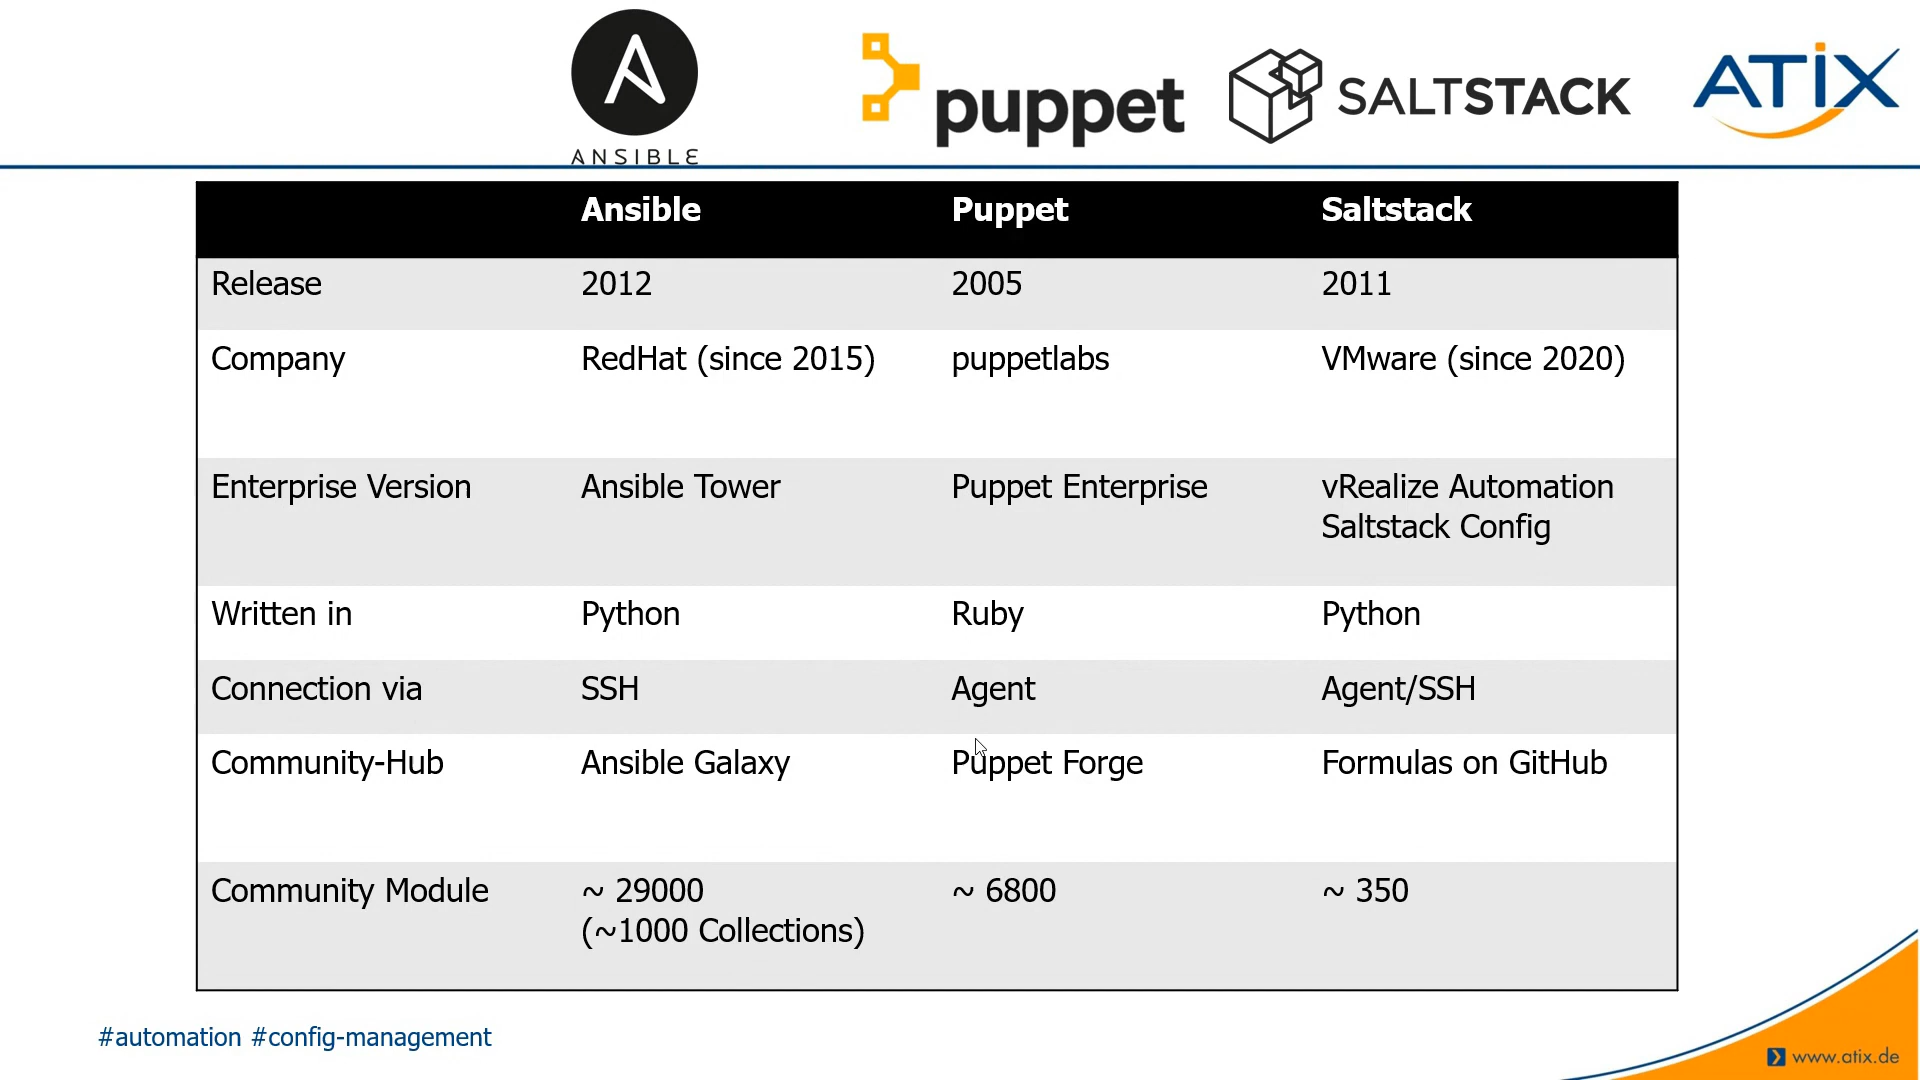 ANSIBLE
puppet
SALTSTACK
ATIX
Ansible Puppet Saltstack
Release 2012 2005 2011
Company RedHat (since 2015) puppetlabs VMware (since 2020)
Enterprise Version Ansible Tower Puppet Enterprise vRealize Automation
Saltstack Config
Written in Python Ruby Python
Connection via SSH Agent Agent/SSH
Community-Hub Ansible Galaxy Puppet Forge Formulas on GitHub
Community Module ~ 29000 ~ 6800 ~ 350
(~1000 Collections)
#automation #config-management
www.atix.de